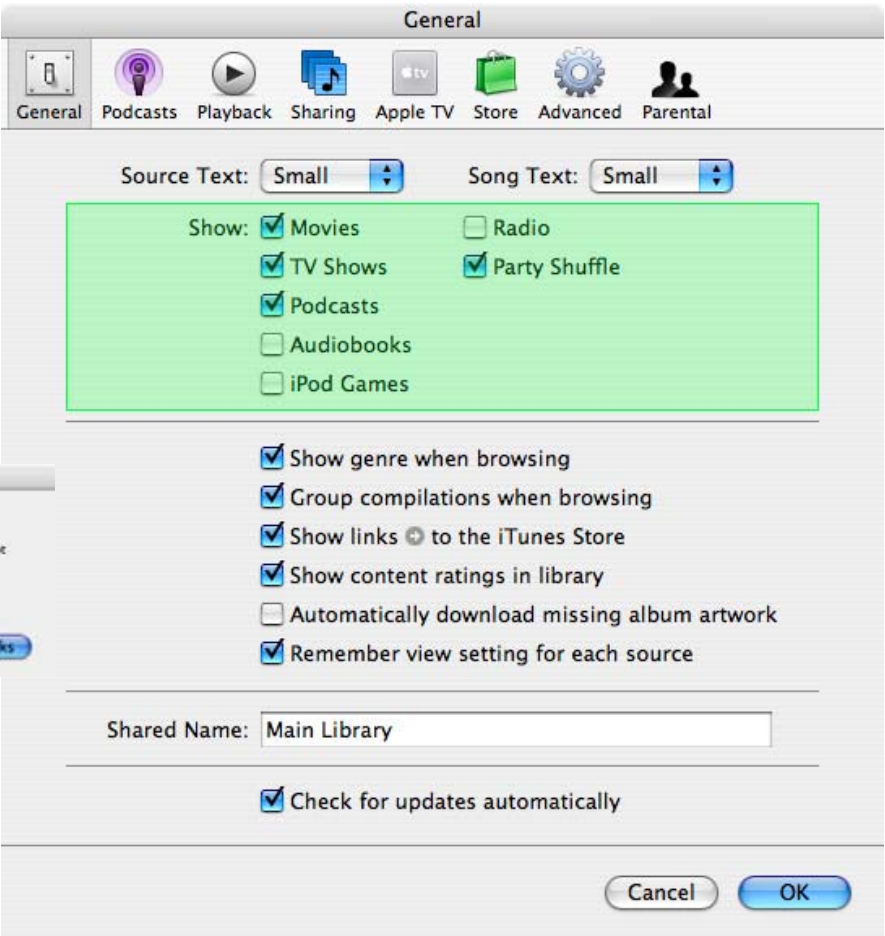 General
General Podcasts Playback Sharing Apple TV Store Advanced Parental
Source Text: Small Song Text: Small
Show: Movies Radio
TV Shows Party Shuffle
Podcasts
Audiobooks
iPod Games
Show genre when browsing
Group compilations when browsing
Show links to the iTunes Store
Show content ratings in library
Automatically download missing album artwork
Remember view setting for each source
Shared Name: Main Library
Check for updates automatically
Cancel OK